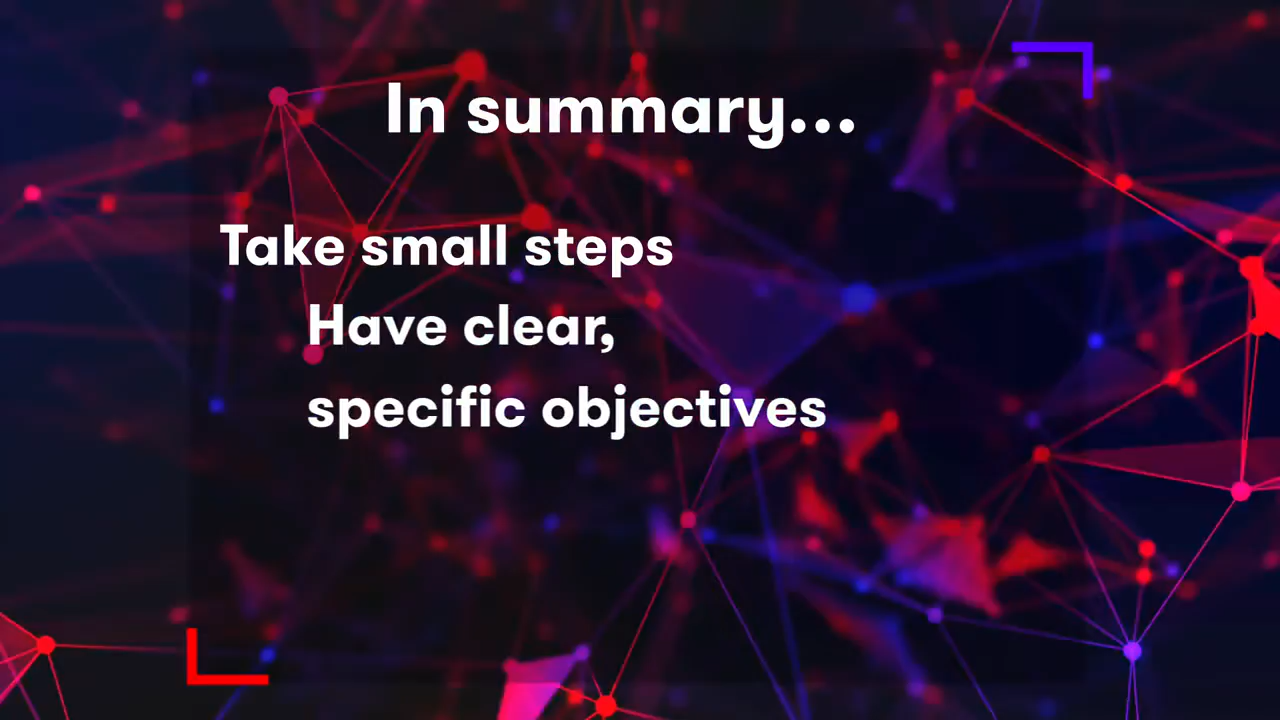 In summary...
Take small steps
Have clear,
specific objectives